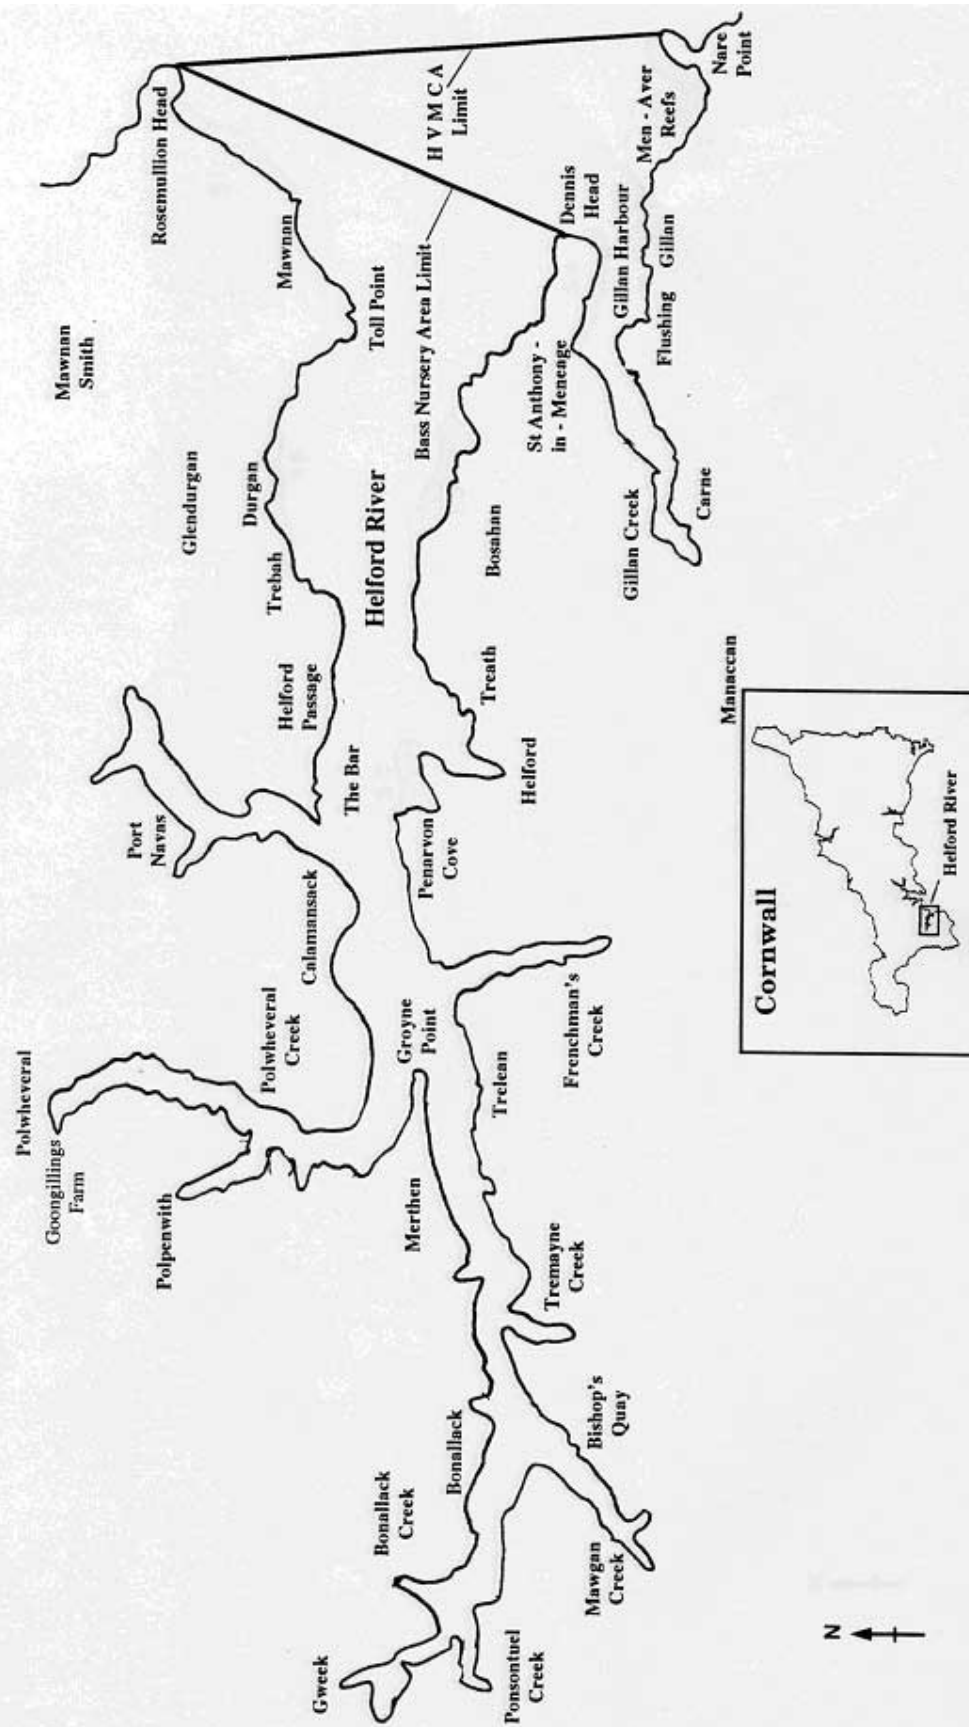 Polwheveral
Goongillings
Farm
Polpenwith
Polwheveral
Creek
Port
Navas
Calamansack
Helford
Passage
The Bar
Trebah
Durgan
Glendurgan
Mawnan
Smith
Toll Point
Mawnan
Rosemullion Head
H V M C A
Limit
Bass Nursery Area Limit
Helford River
Gweek
Bonallack
Creek
Bonallack
Merthen
Groyne
Point
Penarvon
Cove
Helford
Treath
Bosahan
St Anthony -
in - Meneage
Dennis
Head
Gillan Harbour
Men - Aver
Reefs
Nare
Point
Gillan
Flushing
Gillan Creek
Carne
Manaccan
Frenchman's
Creek
Trelean
Tremayne
Creek
Bishop's
Quay
Mawgan
Creek
Ponsontuel
Creek
N
Cornwall
Helford River